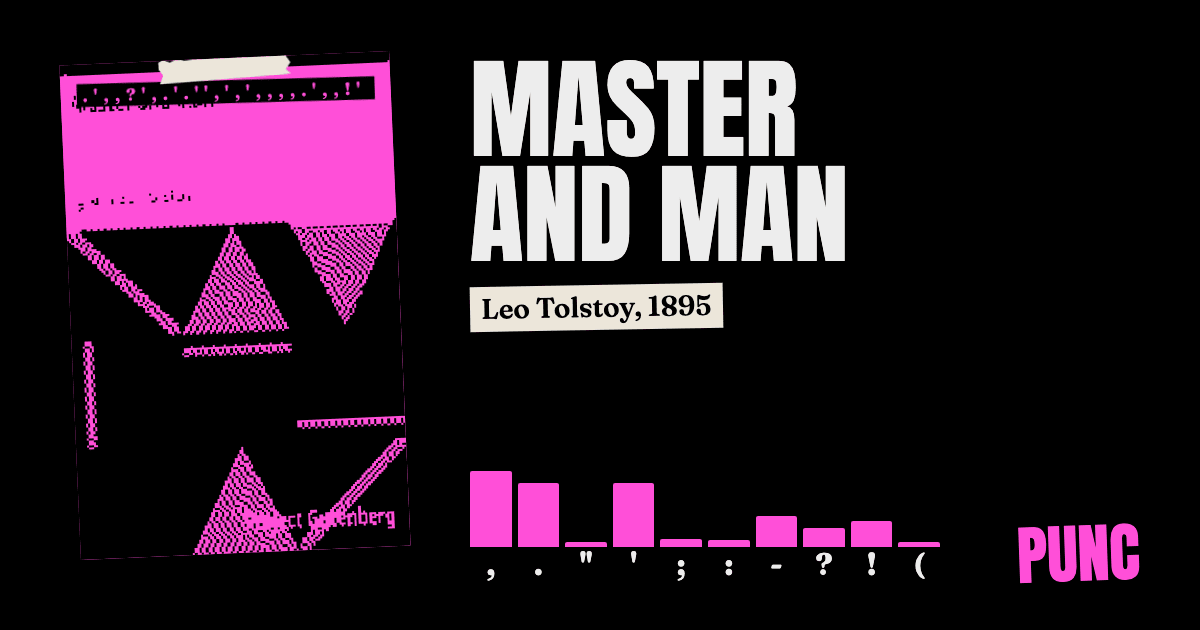 .',,?',.'.'',',',,,,.',,!'
MASTER
AND MAN
Leo Tolstoy, 1895
, . " ' ; : - ? ! (
PUNC